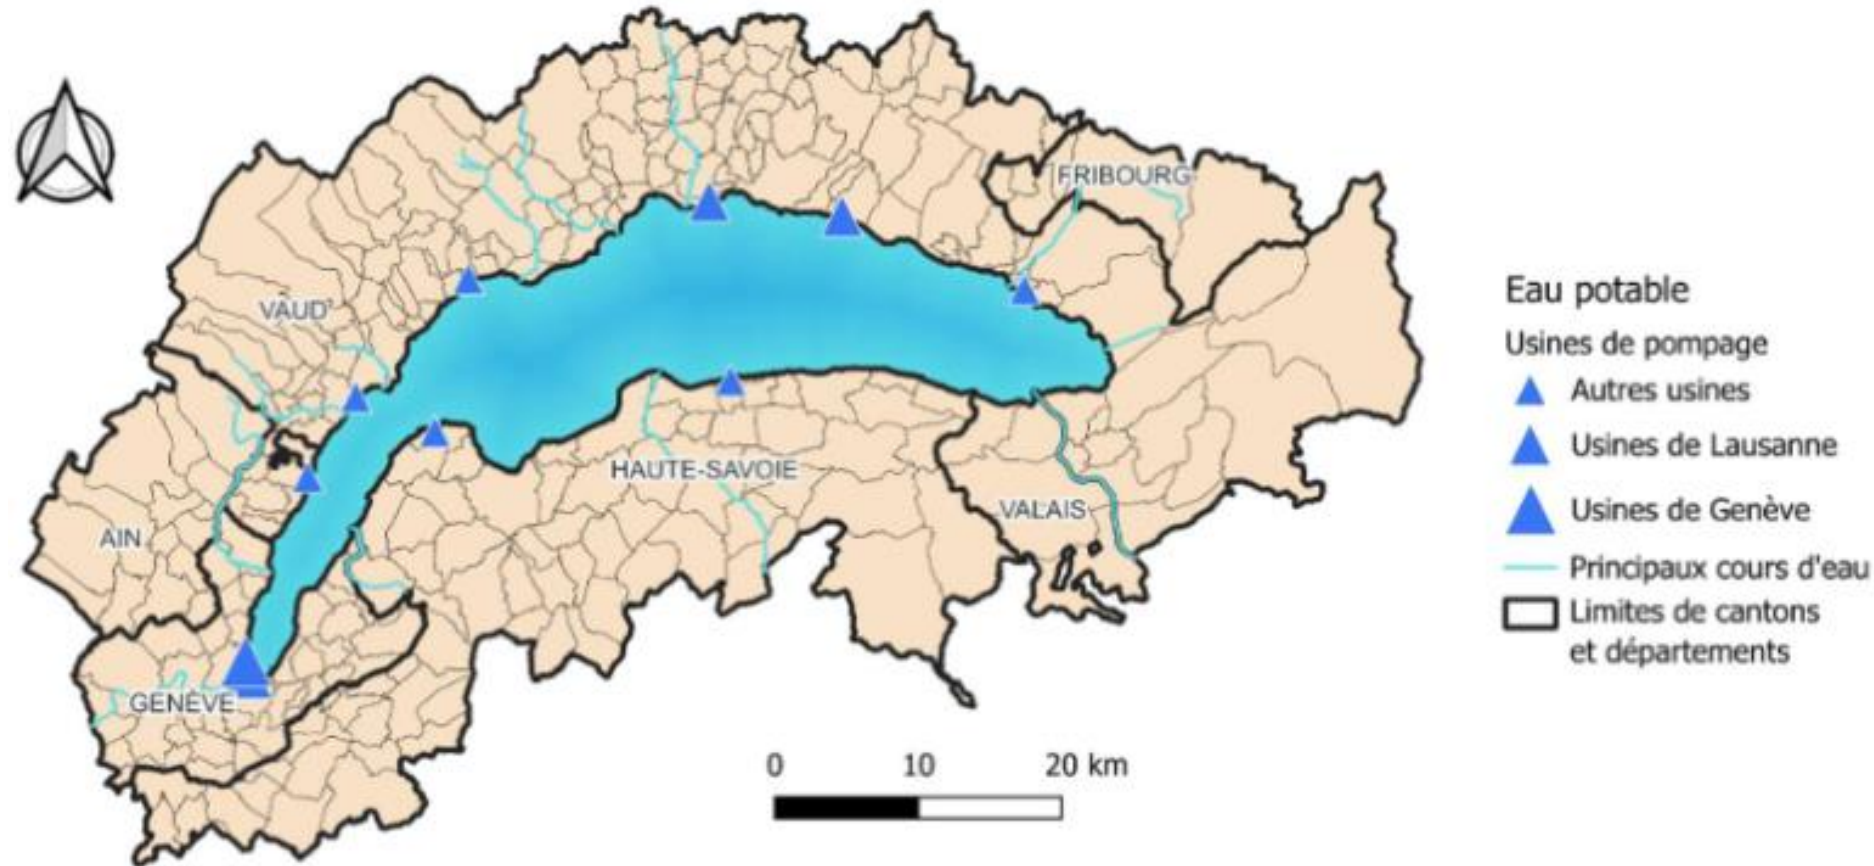 FRIBOURG
VAUD
HAUTE-SAVOIE
VALAIS
AIN
GENÈVE
0 10 20 km
Eau potable
Usines de pompage
Autres usines
Usines de Lausanne
Usines de Genève
Principaux cours d'eau
Limites de cantons
et départements